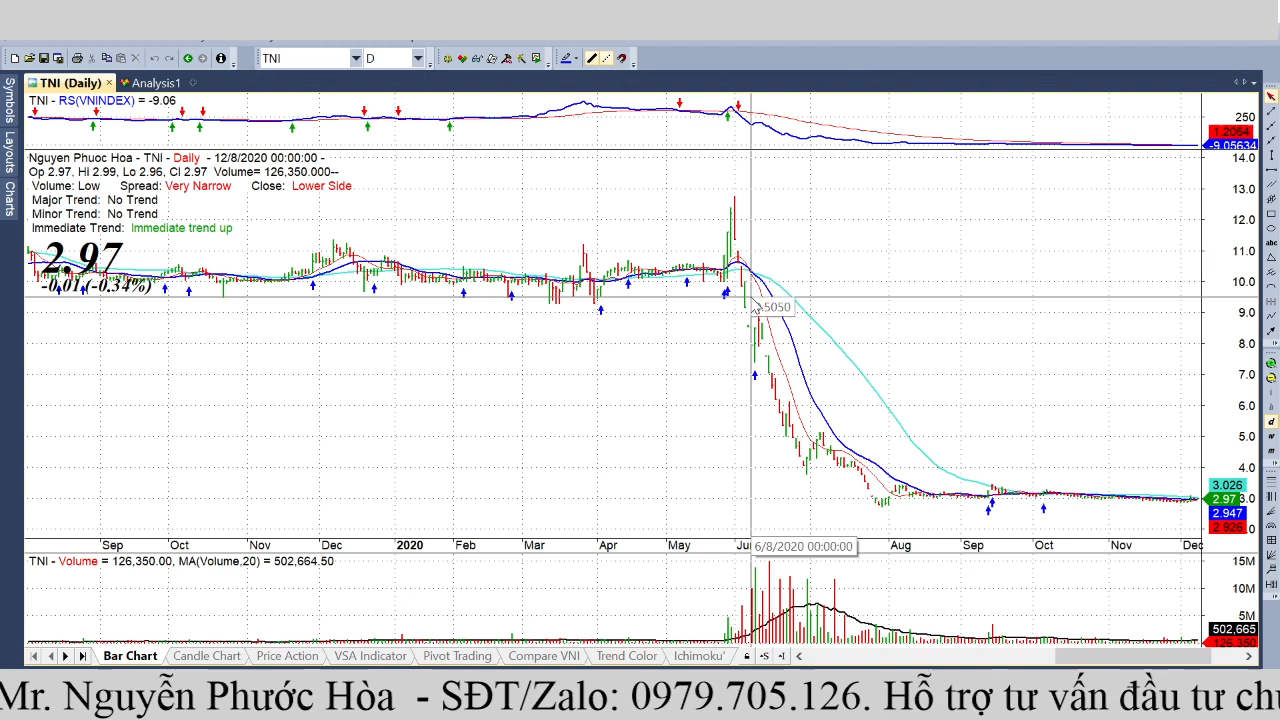 TNI
D
TNI (Daily)
Analysis1
Symbols
Layouts
Charts
TNI - RS(VNINDEX) = -9.06
250
1.2064
-9.05634
Nguyen Phuoc Hoa - TNI - Daily - 12/8/2020 00:00:00 -
Op 2.97, Hi 2.99, Lo 2.96, Cl 2.97 Volume= 126,350.000--
Volume: Low Spread: Very Narrow Close: Lower Side
Major Trend: No Trend
Minor Trend: No Trend
Immediate Trend: Immediate trend up
2.97
-0.01 (-0.34%)
14.0
13.0
12.0
11.0
10.0
9.0
8.0
7.0
6.0
5.0
4.0
3.026
2.97
3.0
2.947
2.926
.5050
Sep Oct Nov Dec 2020 Feb Mar Apr May Jun 6/8/2020 00:00:00 Aug Sep Oct Nov Dec
TNI - Volume = 126,350.00, MA(Volume,20) = 502,664.50
15M
10M
5M
502,665
126,350
Bar Chart Candle Chart Price Action VSA Indicator Pivot Trading Compare VNI Trend Color Ichimoku'
Mr. Nguyễn Phước Hòa - SĐT/Zalo: 0979.705.126. Hỗ trợ tư vấn đầu tư chứ